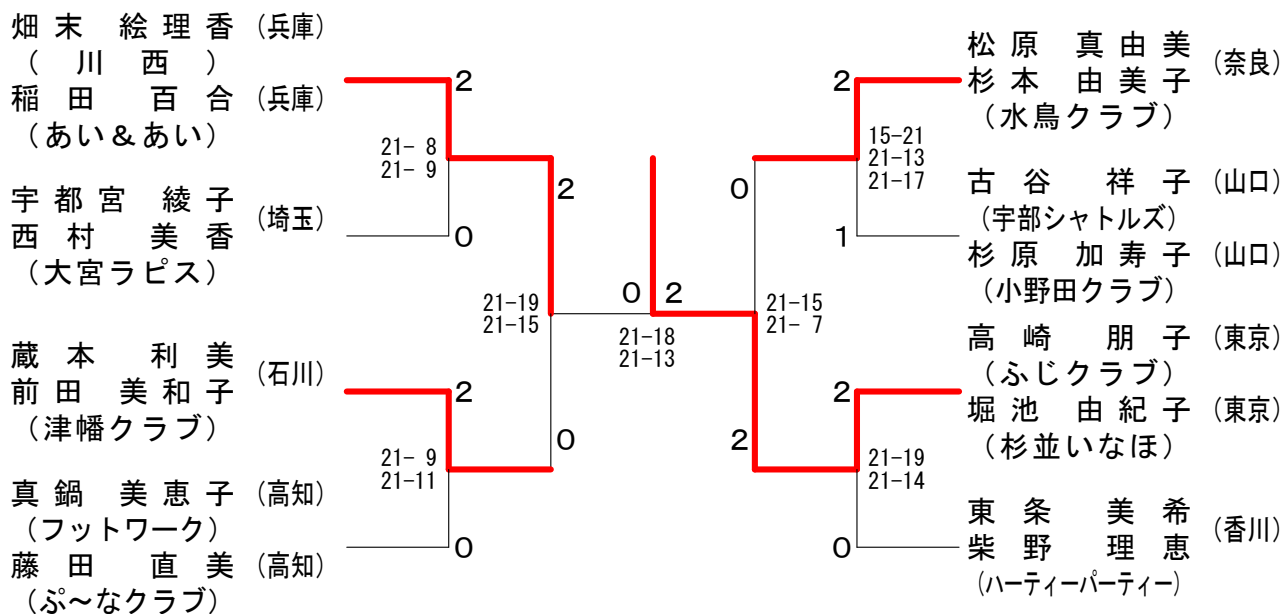 畑末 絵理香 (兵庫)
(川西)
稲田 百合 (兵庫)
(あい＆あい)
宇都宮 綾子
西村 美香
(埼玉)
(大宮ラピス)
蔵本 利美
前田 美和子
(石川)
(津幡クラブ)
真鍋 美恵子 (高知)
(フットワーク)
藤田 直美 (高知)
(ぷ～なクラブ)
2
21- 8
21- 9
0
2
21-19
21-15
2
21- 9
21-11
0
0
0 2
21-18
21-13
0
21-15
21- 7
2
2
15-21
21-13
21-17
1
2
21-19
21-14
0
松原 真由美
杉本 由美子
(奈良)
(水鳥クラブ)
古谷 祥子 (山口)
(宇部シャトルズ)
杉原 加寿子 (山口)
(小野田クラブ)
高崎 朋子 (東京)
(ふじクラブ)
堀池 由紀子 (東京)
(杉並いなほ)
東条 美希
柴野 理恵
(香川)
(ハーティーパーティー)